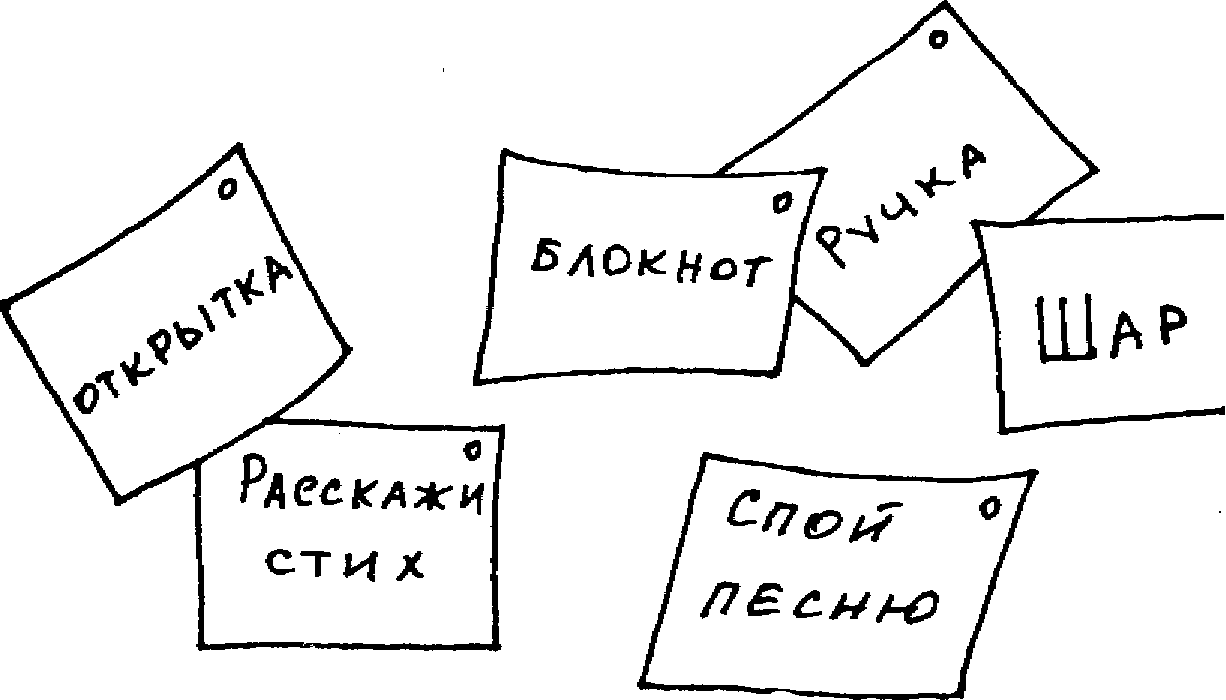 ОТКРЫТКА
БЛОКНОТ
РУЧКА
ШАР
РАССКАЖИ
СТИХ
СПОЙ
ПЕСНЮ